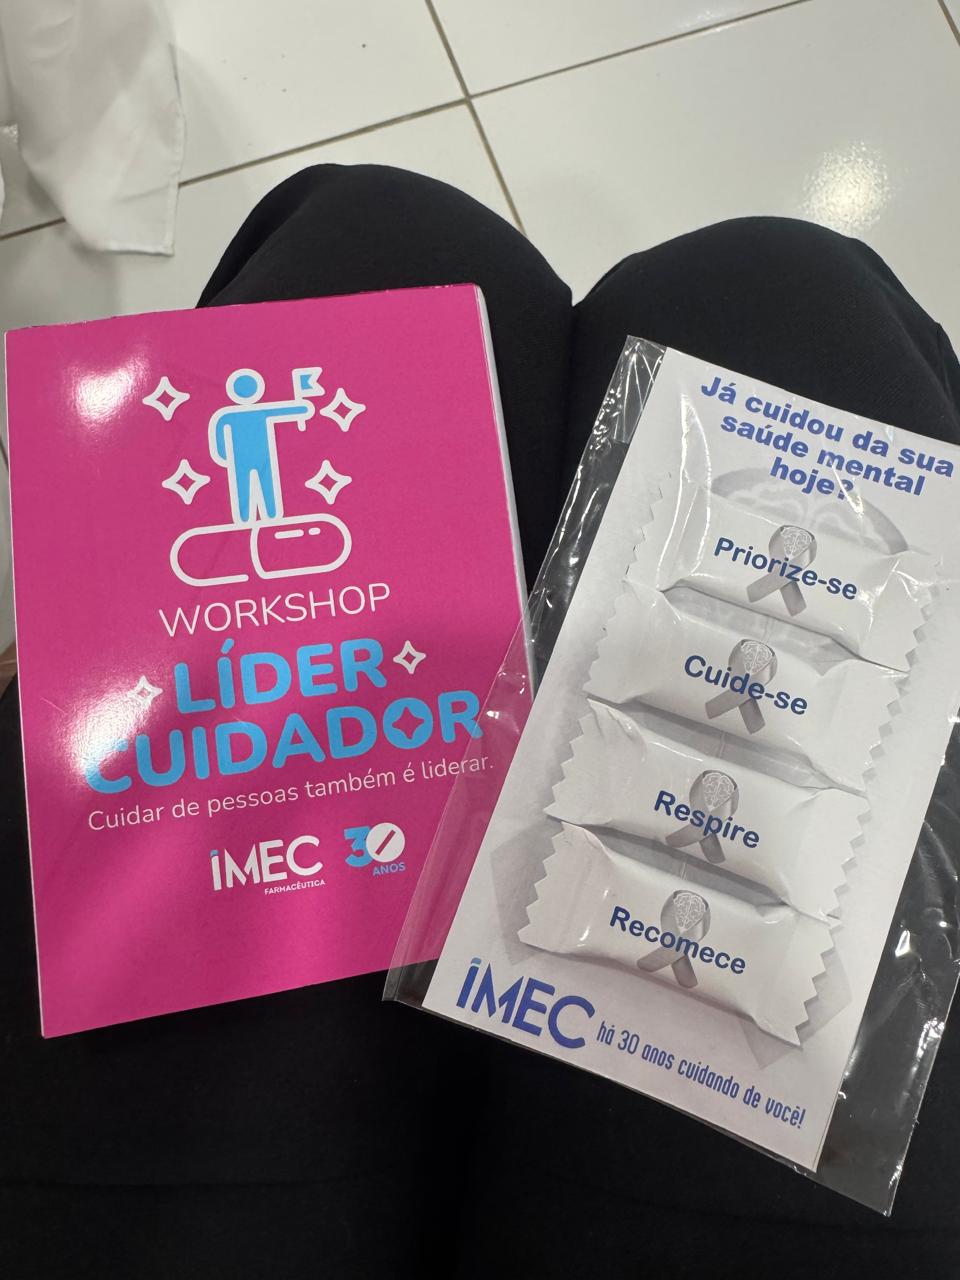 WORKSHOP
LÍDER
CUIDADOR
Cuidar de pessoas também é liderar.
IMEC
FARMACÊUTICA
30
ANOS
Já cuidou da sua
saúde mental
hoje?
Priorize-se
Cuide-se
Respire
Recomece
IMEC há 30 anos cuidando de você!